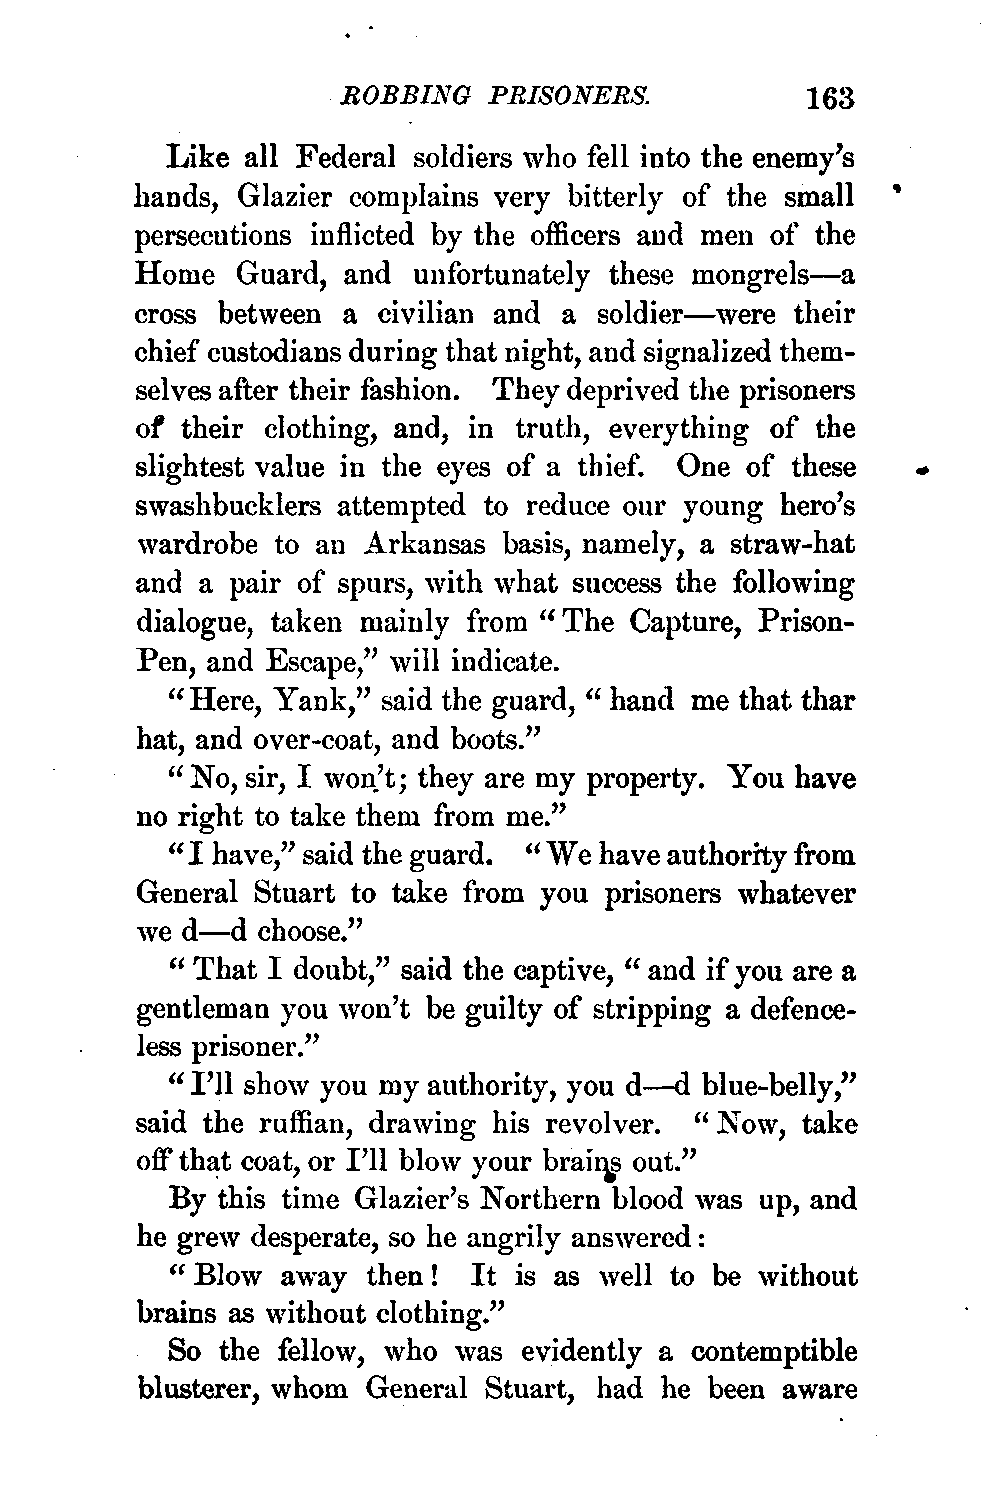 ROBBING PRISONERS. 163
Like all Federal soldiers who fell into the enemy's
hands, Glazier complains very bitterly of the small
persecutions inflicted by the officers and men of the
Home Guard, and unfortunately these mongrels—a
cross between a civilian and a soldier—were their
chief custodians during that night, and signalized them-
selves after their fashion. They deprived the prisoners
of their clothing, and, in truth, everything of the
slightest value in the eyes of a thief. One of these
swashbucklers attempted to reduce our young hero's
wardrobe to an Arkansas basis, namely, a straw-hat
and a pair of spurs, with what success the following
dialogue, taken mainly from "The Capture, Prison-
Pen, and Escape," will indicate.
"Here, Yank," said the guard, "hand me that thar
hat, and over-coat, and boots."
"No, sir, I won't; they are my property. You have
no right to take them from me."
"I have," said the guard. "We have authority from
General Stuart to take from you prisoners whatever
we d—d choose."
"That I doubt," said the captive, "and if you are a
gentleman you won't be guilty of stripping a defence-
less prisoner."
"I'll show you my authority, you d—d blue-belly,"
said the ruffian, drawing his revolver. "Now, take
off that coat, or I'll blow your brains out."
By this time Glazier's Northern blood was up, and
he grew desperate, so he angrily answered:
"Blow away then! It is as well to be without
brains as without clothing."
So the fellow, who was evidently a contemptible
blusterer, whom General Stuart, had he been aware